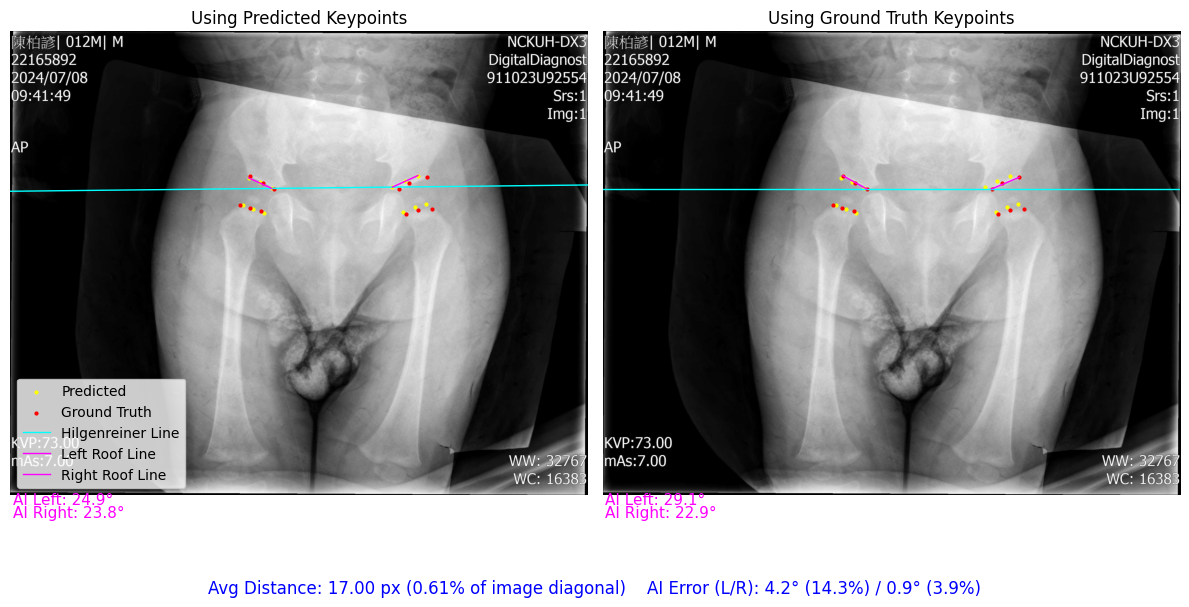 Using Predicted Keypoints
陳柏諺| 012M| M
22165892
2024/07/08
09:41:49
AP
NCKUH-DX3
DigitalDiagnost
911023U92554
Srs:1
Img:1
Predicted
Ground Truth
Hilgenreiner Line
Left Roof Line
Right Roof Line
KVP:73.00
mAs:7.00
WW: 32767
WC: 16383
AI Left: 24.9°
AI Right: 23.8°
Using Ground Truth Keypoints
陳柏諺| 012M| M
22165892
2024/07/08
09:41:49
AP
NCKUH-DX3
DigitalDiagnost
911023U92554
Srs:1
Img:1
KVP:73.00
mAs:7.00
WW: 32767
WC: 16383
AI Left: 29.1°
AI Right: 22.9°
Avg Distance: 17.00 px (0.61% of image diagonal) AI Error (L/R): 4.2° (14.3%) / 0.9° (3.9%)